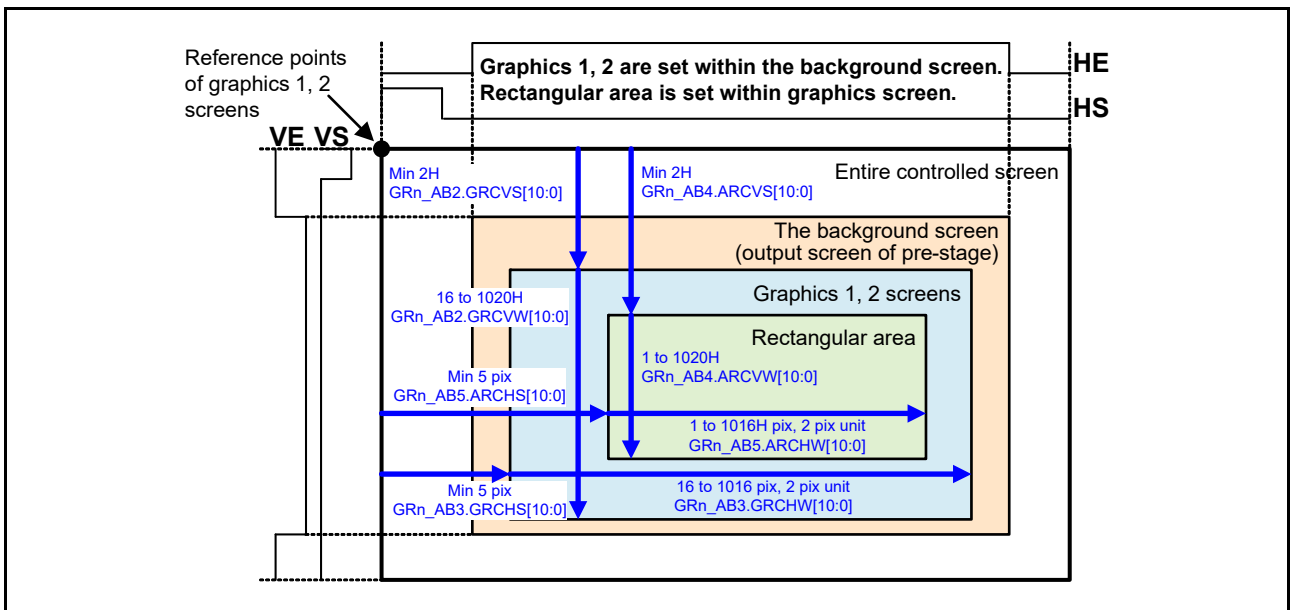 Reference points
of graphics 1, 2
screens
Graphics 1, 2 are set within the background screen.
Rectangular area is set within graphics screen.
HE
HS
VE VS
Min 2H
GRn_AB2.GRCVS[10:0]
Min 2H
GRn_AB4.ARCVS[10:0]
Entire controlled screen
The background screen
(output screen of pre-stage)
16 to 1020H
GRn_AB2.GRCVW[10:0]
Graphics 1, 2 screens
Rectangular area
1 to 1020H
GRn_AB4.ARCVW[10:0]
Min 5 pix
GRn_AB5.ARCHS[10:0]
1 to 1016H pix, 2 pix unit
GRn_AB5.ARCHW[10:0]
Min 5 pix
GRn_AB3.GRCHS[10:0]
16 to 1016 pix, 2 pix unit
GRn_AB3.GRCHW[10:0]